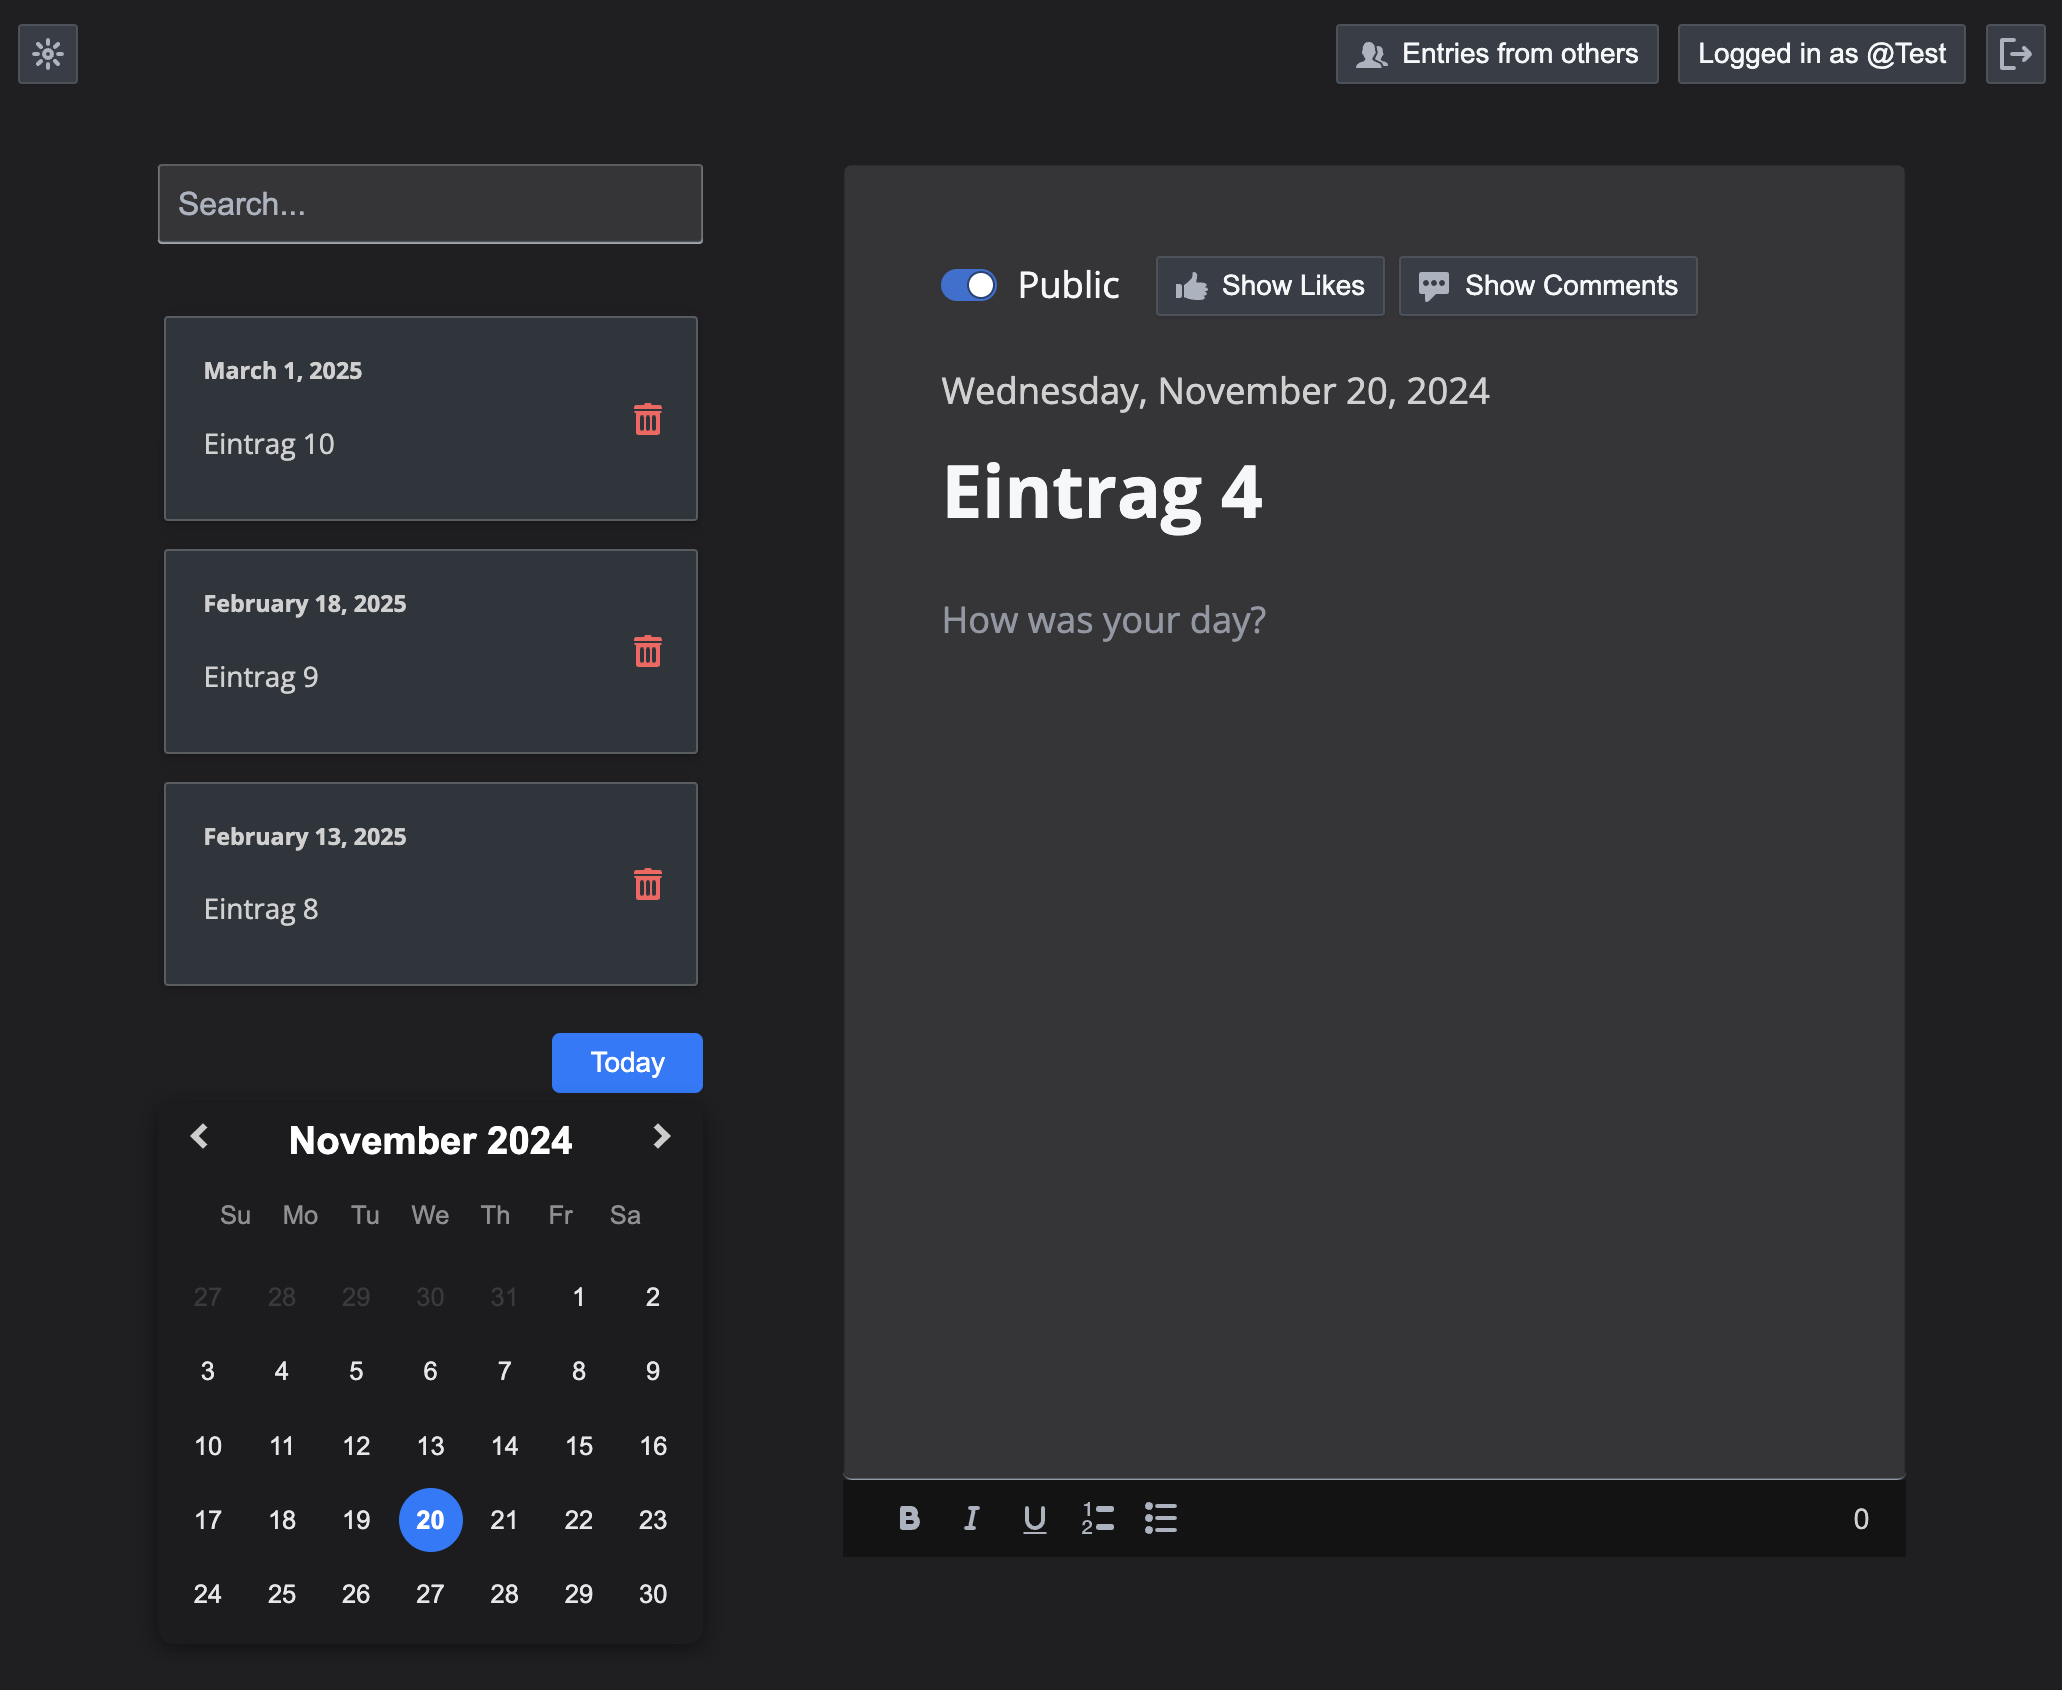 Entries from others
Logged in as @Test
Search...
March 1, 2025
Eintrag 10
February 18, 2025
Eintrag 9
February 13, 2025
Eintrag 8
Today
November 2024
Su Mo Tu We Th Fr Sa
27 28 29 30 31 1 2
3 4 5 6 7 8 9
10 11 12 13 14 15 16
17 18 19 20 21 22 23
24 25 26 27 28 29 30
Public
Show Likes
Show Comments
Wednesday, November 20, 2024
Eintrag 4
How was your day?
B I U
0